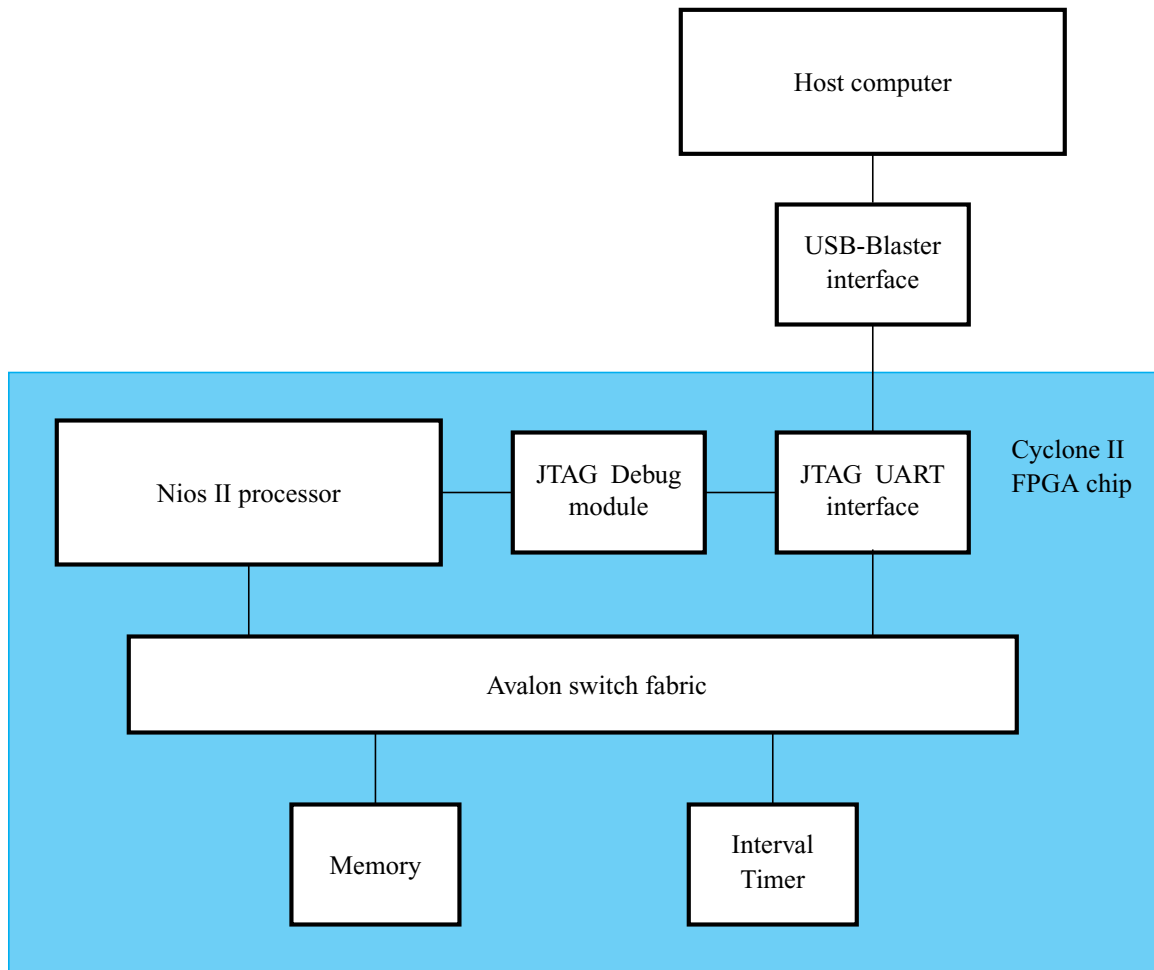 Host computer
USB-Blaster
interface
Nios II processor
JTAG Debug
module
JTAG UART
interface
Cyclone II
FPGA chip
Avalon switch fabric
Memory
Interval
Timer